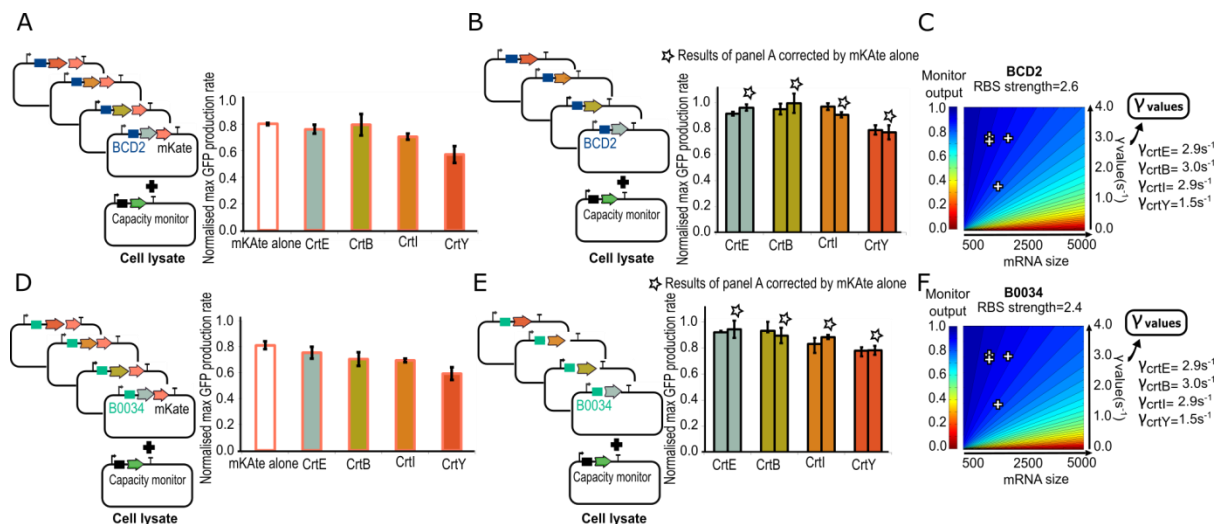 A
BCD2
mKate
Capacity monitor
Cell lysate
Normalised max GFP production rate
1.0
0.8
0.6
0.4
0.2
0.0
mKAte alone
CrtE
CrtB
CrtI
CrtY
B
Results of panel A corrected by mKAte alone
BCD2
Capacity monitor
Cell lysate
Normalised max GFP production rate
1.0
0.8
0.6
0.4
0.2
0.0
CrtE
CrtB
CrtI
CrtY
C
BCD2
RBS strength=2.6
Monitor
output
1.0
0.8
0.6
0.4
0.2
0.0
4.0
3.0
2.0
1.0
0.0
γ value(s⁻¹)
500
2500
5000
mRNA size
γ values
γcrtE= 2.9s⁻¹
γcrtB= 3.0s⁻¹
γcrtI= 2.9s⁻¹
γcrtY= 1.5s⁻¹
D
B0034
mKate
Capacity monitor
Cell lysate
Normalised max GFP production rate
1.0
0.8
0.6
0.4
0.2
0.0
mKAte alone
CrtE
CrtB
CrtI
CrtY
E
Results of panel A corrected by mKAte alone
B0034
Capacity monitor
Cell lysate
Normalised max GFP production rate
1.0
0.8
0.6
0.4
0.2
0.0
CrtE
CrtB
CrtI
CrtY
F
B0034
RBS strength=2.4
Monitor
output
1.0
0.8
0.6
0.4
0.2
0.0
4.0
3.0
2.0
1.0
0.0
γ value(s⁻¹)
500
2500
5000
mRNA size
γ values
γcrtE= 2.9s⁻¹
γcrtB= 3.0s⁻¹
γcrtI= 2.9s⁻¹
γcrtY= 1.5s⁻¹